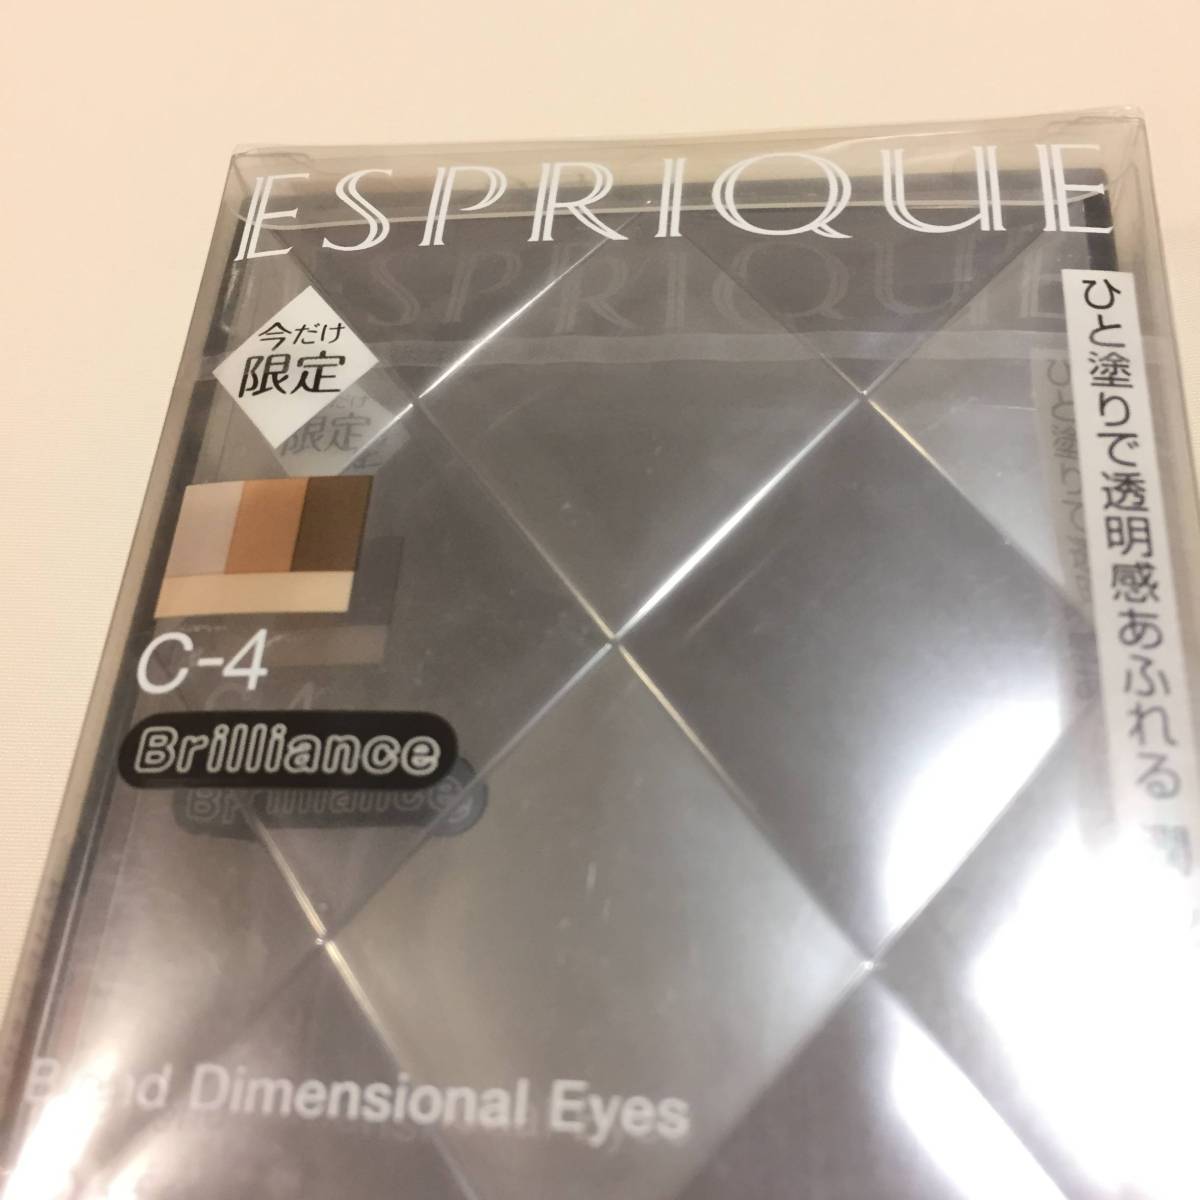 ESPRIQUE
今だけ
限定
ひと塗りで透明感あふれる
C-4
Brilliance
Blend Dimensional Eyes